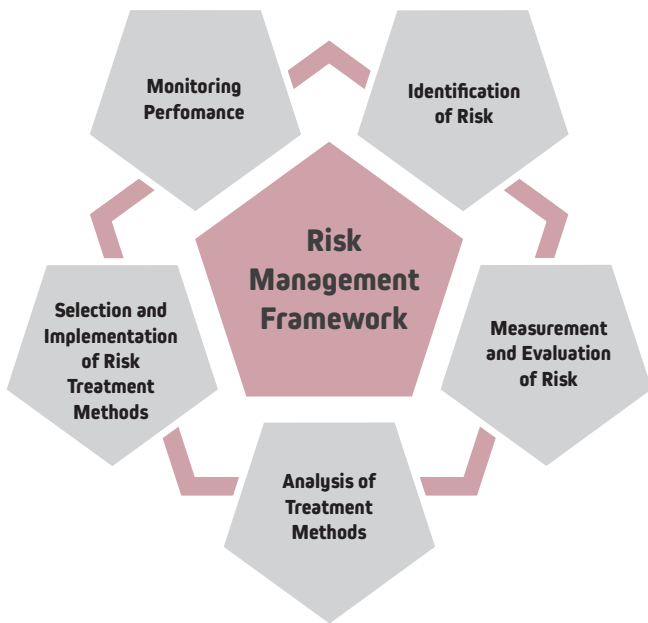 Monitoring
Perfomance
Identification
of Risk
Risk
Management
Framework
Selection and
Implementation
of Risk
Treatment
Methods
Measurement
and Evaluation
of Risk
Analysis of
Treatment
Methods